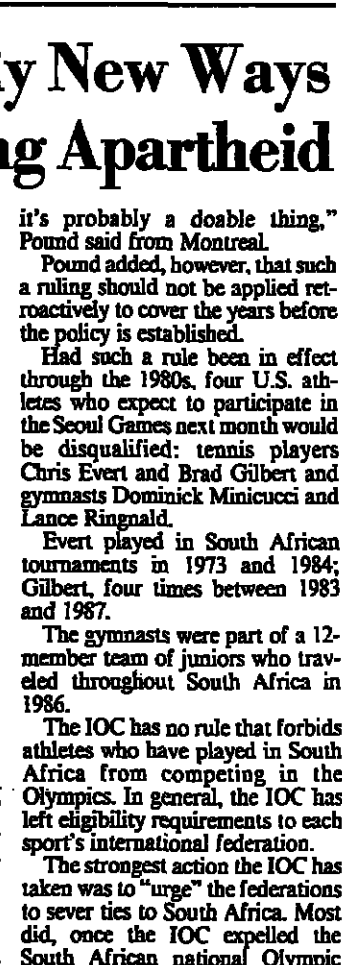 y New Ways
ng Apartheid
it's probably a doable thing,"
Pound said from Montreal.
Pound added, however, that such
a ruling should not be applied ret-
roactively to cover the years before
the policy is established.
Had such a rule been in effect
through the 1980s, four U.S. ath-
letes who expect to participate in
the Seoul Games next month would
be disqualified: tennis players
Chris Evert and Brad Gilbert and
gymnasts Dominick Minicucci and
Lance Ringnald.
Evert played in South African
tournaments in 1973 and 1984;
Gilbert, four times between 1983
and 1987.
The gymnasts were part of a 12-
member team of juniors who trav-
eled throughout South Africa in
1986.
The IOC has no rule that forbids
athletes who have played in South
Africa from competing in the
Olympics. In general, the IOC has
left eligibility requirements to each
sport's international federation.
The strongest action the IOC has
taken was to "urge" the federations
to sever ties to South Africa. Most
did, once the IOC expelled the
South African national Olympic